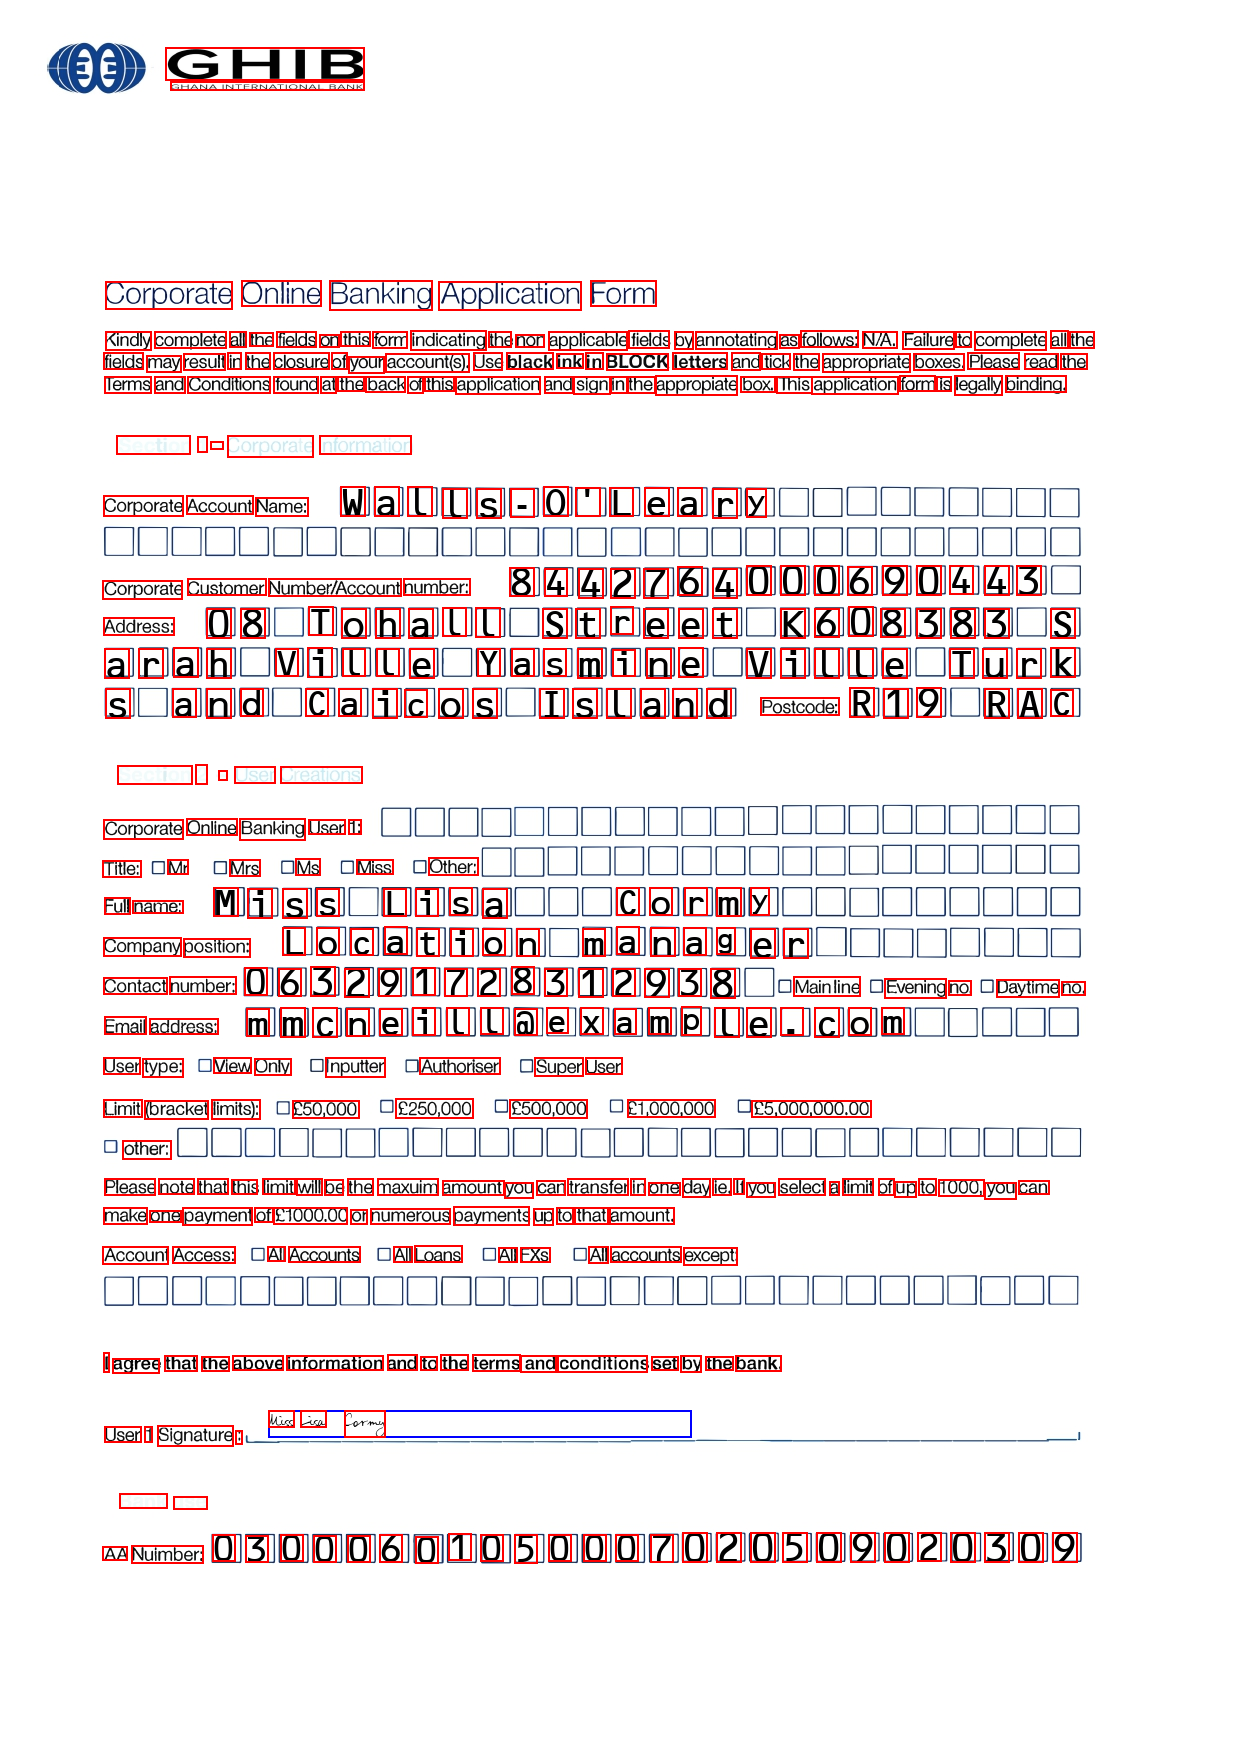 GHIB
GHANA INTERNATIONAL BANK
Corporate Online Banking Application Form
Kindly complete all the fields on this form indicating the non applicable fields by annotating as follows: N/A. Failure to complete all the
fields may result in the closure of your account(s). Use black ink in BLOCK letters and tick the appropriate boxes. Please read the
Terms and Conditions found at the back of this application and sign in the appropiate box. This application form is legally binding.
Section - Corporate Information
Corporate Account Name: Walls-O'Leary
Corporate Customer Number/Account number: 8442764000690443
Address: 08 Tohall Street K608383 S
arah Ville Yasmine Ville Turk
s and Caicos Island Postcode: R19 RAC
Section - User Creations
Corporate Online Banking User 1:
Title: Mr Mrs Ms Miss Other:
Full name: Miss Lisa Cormy
Company position: Location manager
Contact number: 063291728312938 Main line Evening no Daytime no.
Email address: mmcneill@example.com
User type: View Only Inputter Authoriser Super User
Limit (bracket limits): £50,000 £250,000 £500,000 £1,000,000 £5,000,000.00
other:
Please note that this limit will be the maxuim amount you can transfer in one day ie. If you select a limit of up to 1000, you can
make one payment of £1000.00 or numerous payments up to that amount.
Account Access: All Accounts All Loans All FXs All accounts except
I agree that the above information and to the terms and conditions set by the bank.
User 1 Signature: Miss Lisa Cormy
AA Nuimber: 03000601050007020509020309